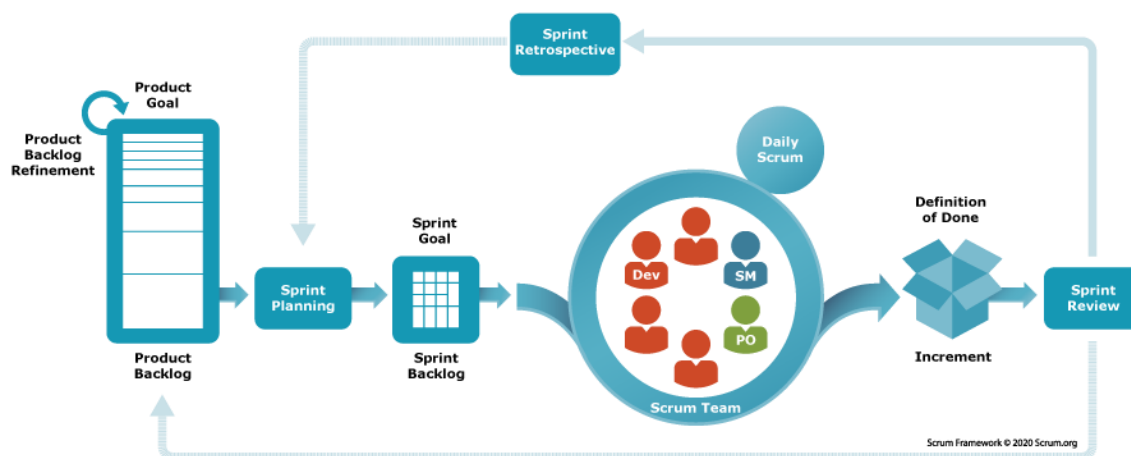 Sprint
Retrospective
Product
Goal
Product
Backlog
Refinement
Daily
Scrum
Sprint
Goal
Definition
of Done
Dev
SM
Sprint
Planning
Sprint
Review
PO
Product
Backlog
Sprint
Backlog
Increment
Scrum Team
Scrum Framework © 2020 Scrum.org